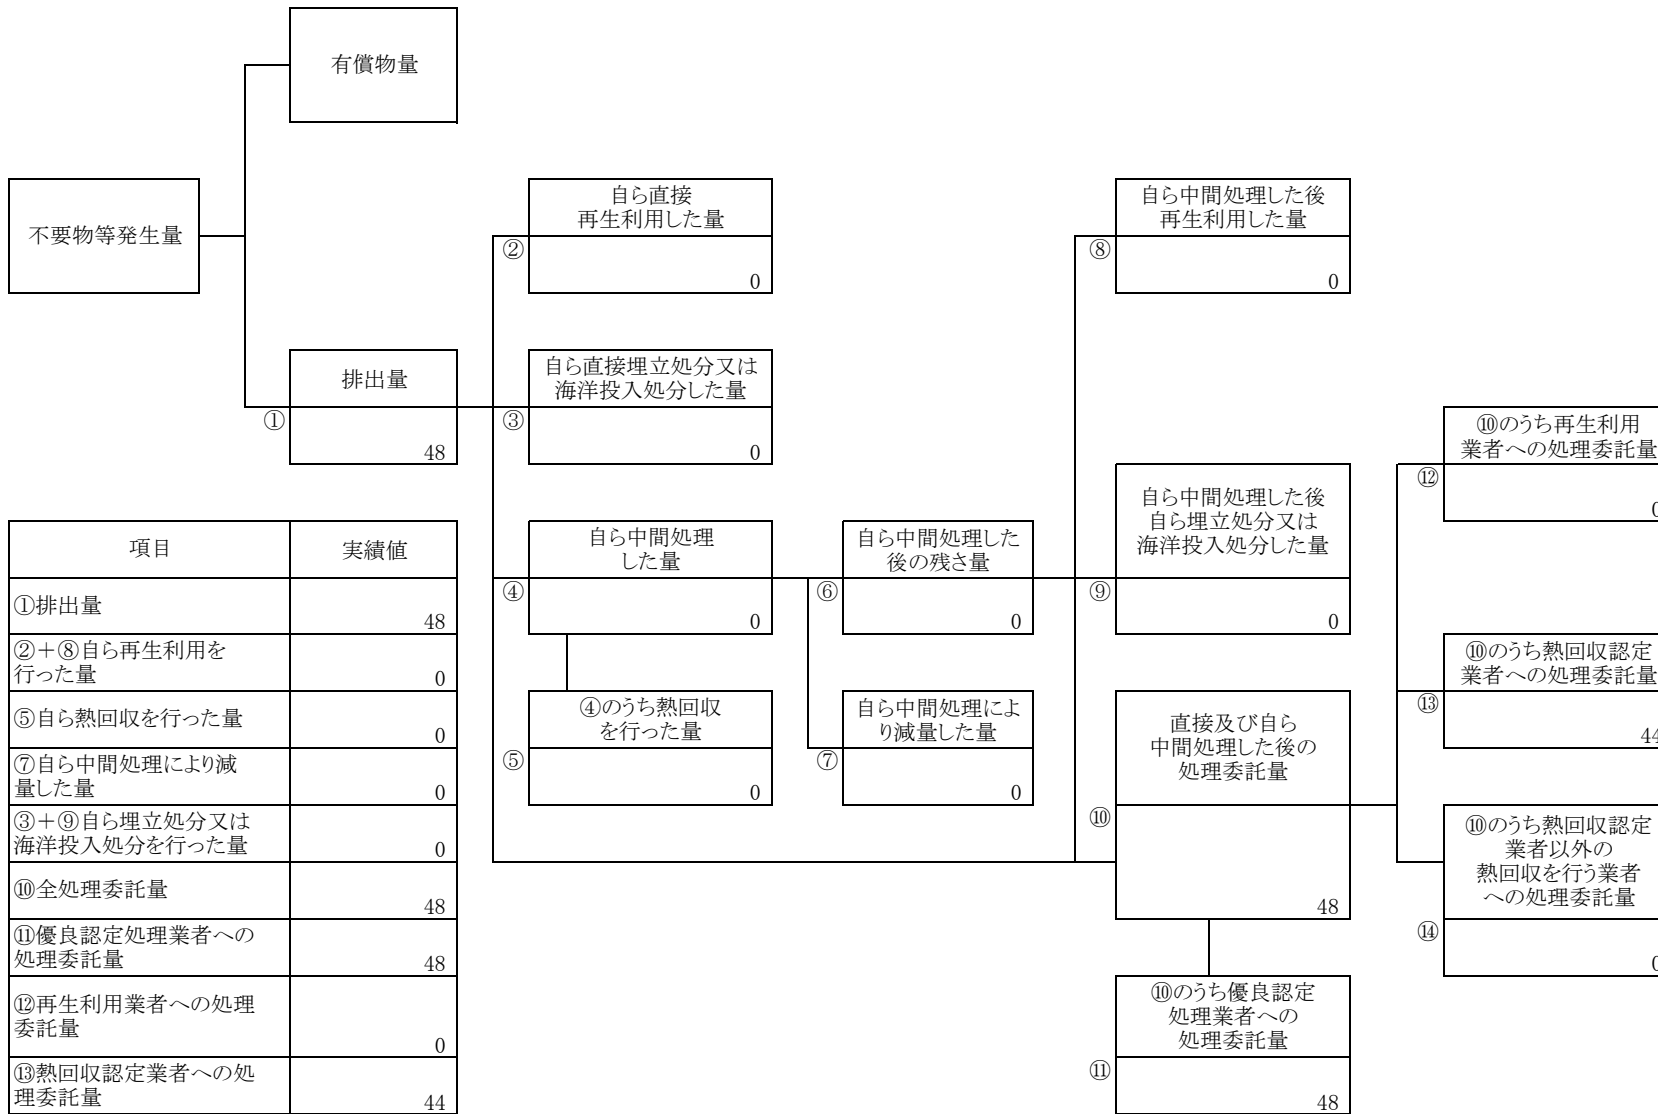 有償物量
不要物等発生量
自ら直接
再生利用した量
②
0
自ら中間処理した後
再生利用した量
⑧
0
排出量
①
48
自ら直接埋立処分又は
海洋投入処分した量
③
0
⑩のうち再生利用
業者への処理委託量
⑫
0
自ら中間処理した後
自ら埋立処分又は
海洋投入処分した量
⑨
0
自ら中間処理
した量
④
0
自ら中間処理した
後の残さ量
⑥
0
⑩のうち熱回収認定
業者への処理委託量
⑬
44
④のうち熱回収
を行った量
⑤
0
自ら中間処理によ
り減量した量
⑦
0
直接及び自ら
中間処理した後の
処理委託量
⑩
48
⑩のうち熱回収認定
業者以外の
熱回収を行う業者
への処理委託量
⑭
0
⑩のうち優良認定
処理業者への
処理委託量
⑪
48
項目 実績値
①排出量 48
②+⑧自ら再生利用を
行った量 0
⑤自ら熱回収を行った量 0
⑦自ら中間処理により減
量した量 0
③+⑨自ら埋立処分又は
海洋投入処分を行った量 0
⑩全処理委託量 48
⑪優良認定処理業者への
処理委託量 48
⑫再生利用業者への処理
委託量 0
⑬熱回収認定業者への処
理委託量 44